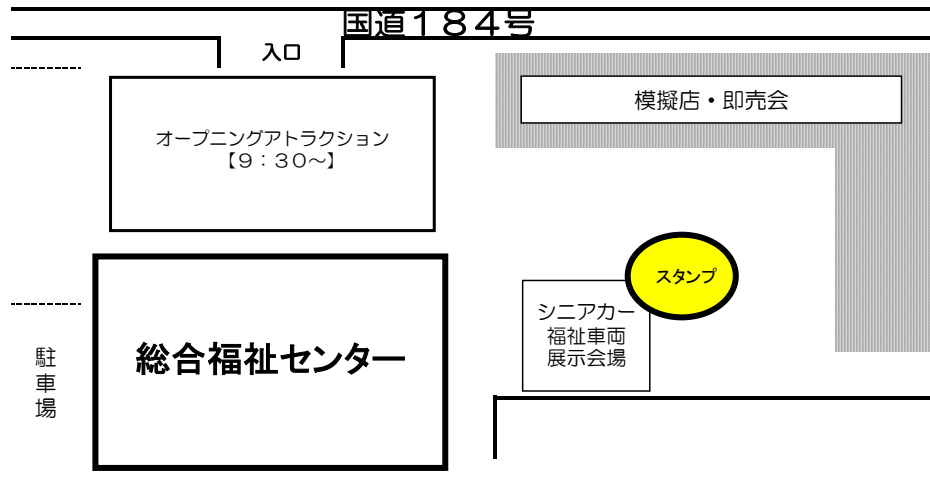 国道１８４号
入口
模擬店・即売会
オープニングアトラクション
【９：３０～】
スタンプ
シニアカー
福祉車両
展示会場
総合福祉センター
駐車場